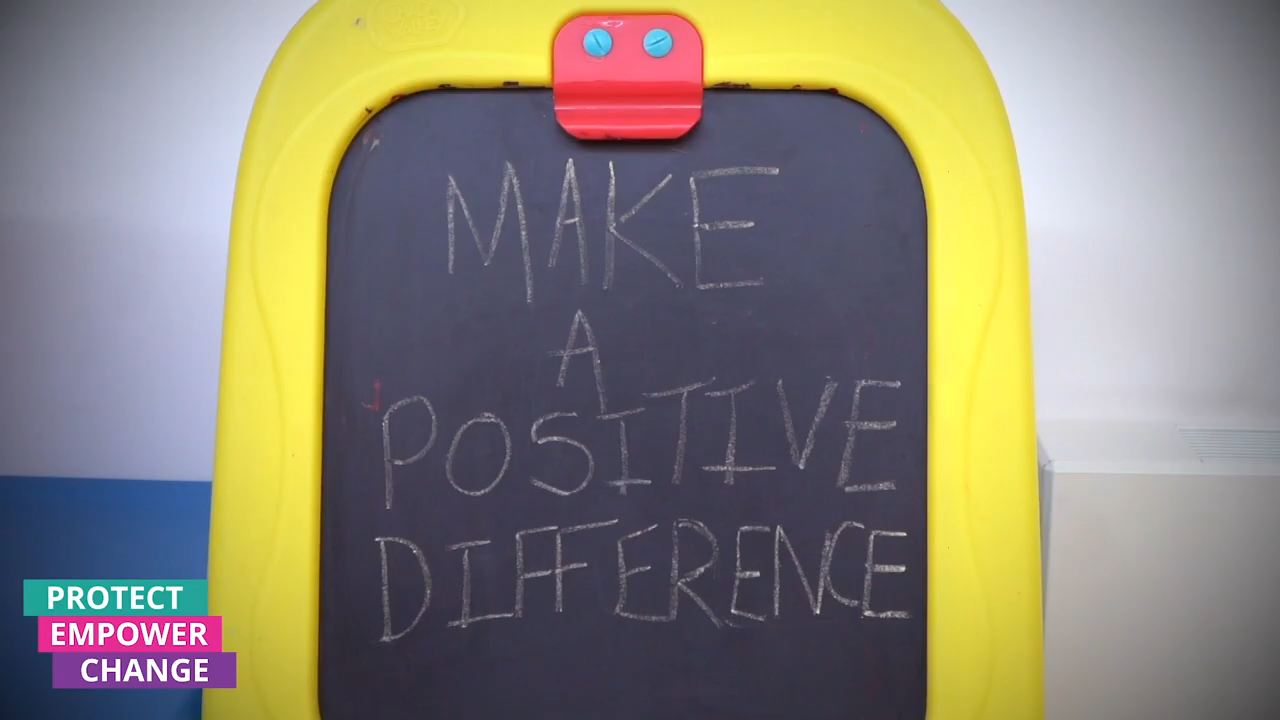 MAKE
A
POSITIVE
DIFFERENCE
PROTECT
EMPOWER
CHANGE